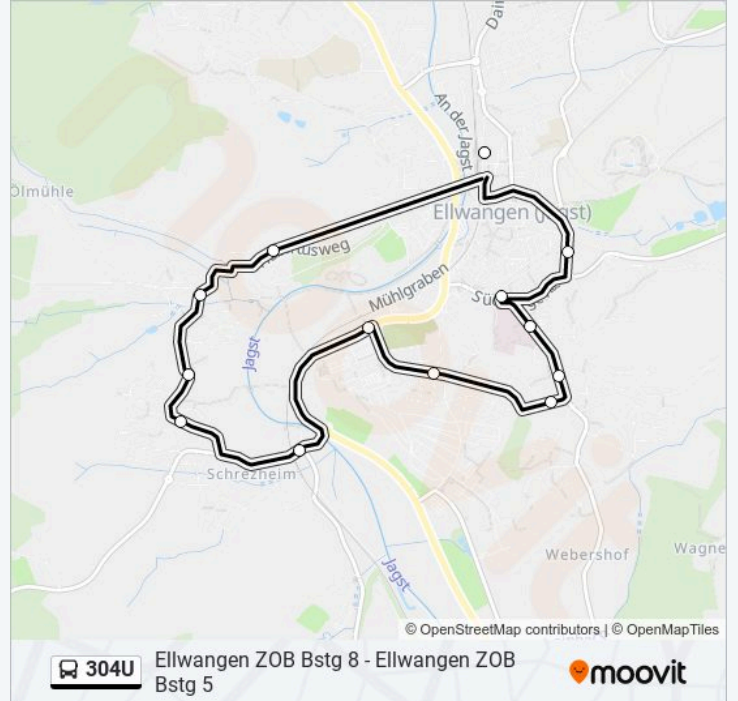 Dai
An der Jagst
Ölmühle
Ellwangen (Jagst)
Mühlgraben
Jagst
Schrezheim
Webershof
Wagne
Jagst
© OpenStreetMap contributors | © OpenMapTiles
304U
Ellwangen ZOB Bstg 8 - Ellwangen ZOB
Bstg 5
moovit